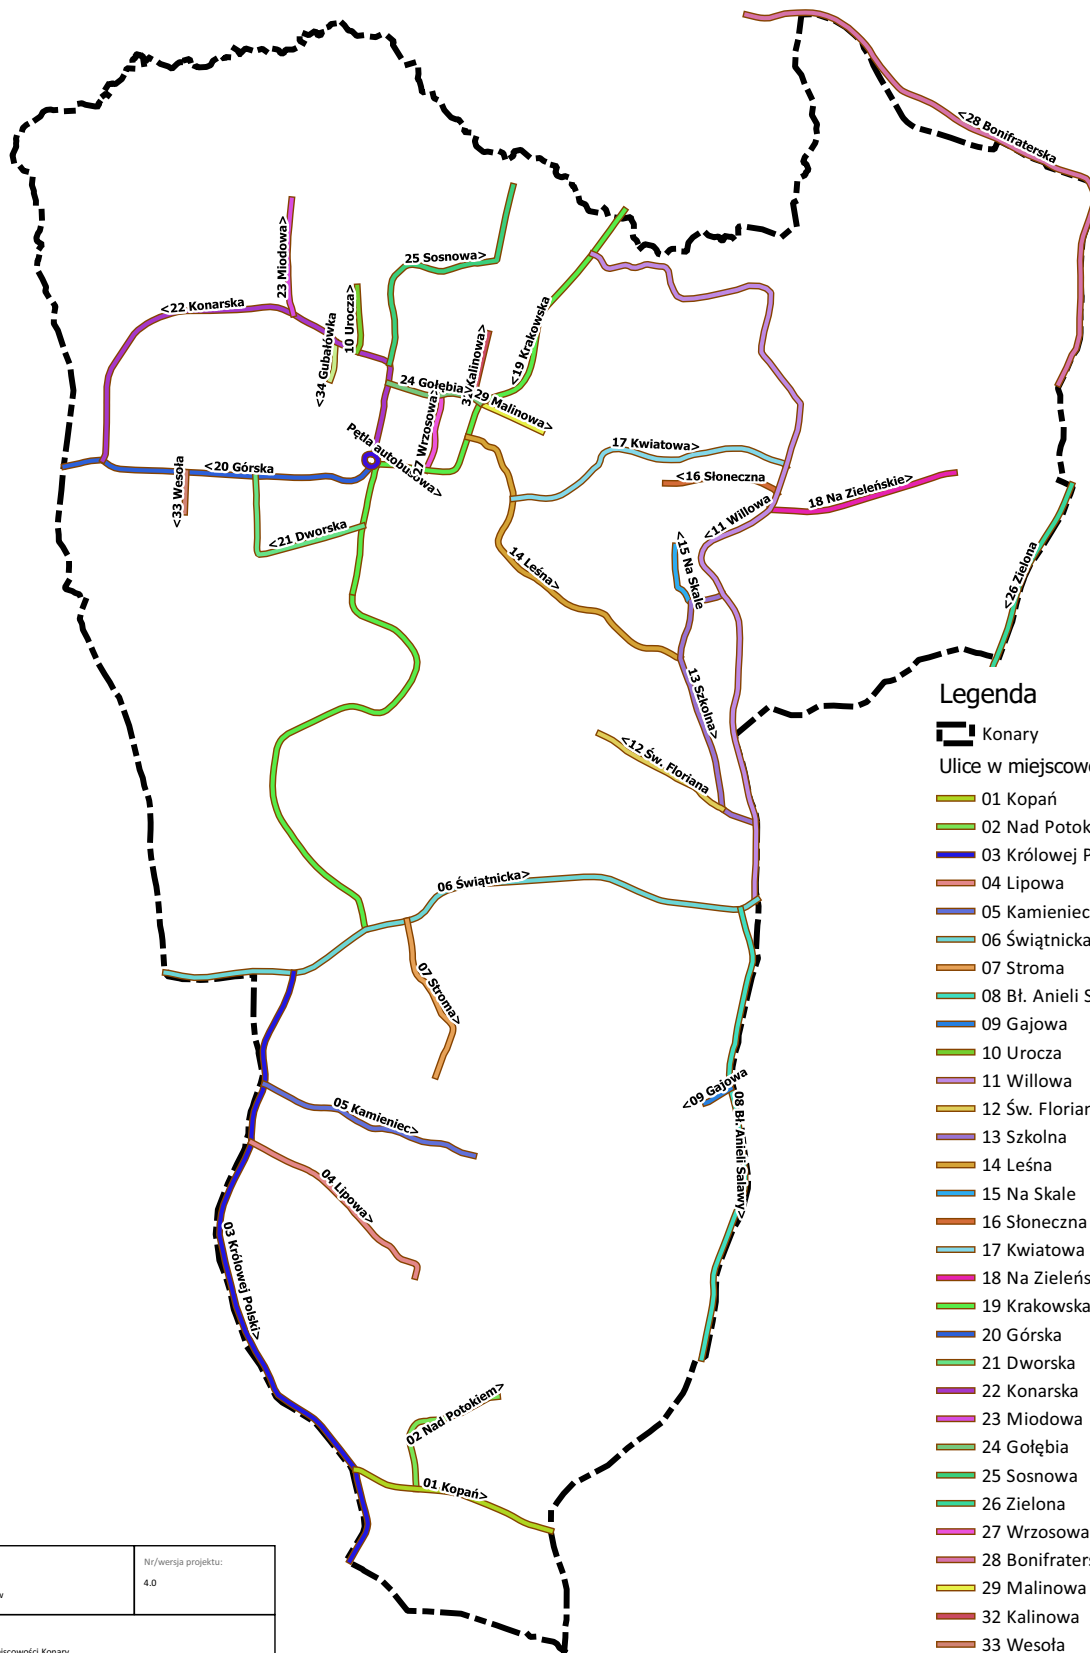 <28 Bonifraterska
23 Miodowa>
25 Sosnowa>
<22 Konarska
10 Urocza>
<34 Gubałówka
<19 Krakowska
24 Gołębia
29 Malinowa>
27 Wrzosowa>
Pętla autobusowa>
17 Kwiatowa>
<20 Górska
<33 Wesoła
<16 Słoneczna
18 Na Zieleńskie>
<11 Willowa
<21 Dworska
<15 Na Skale
14 Leśna>
<26 Zielona
13 Szkolna>
<12 Św. Floriana
06 Świątnicka>
07 Stroma>
<09 Gajowa
05 Kamieniec>
08 Bł. Anieli Salawy>
04 Lipowa>
03 Królowej Polski>
02 Nad Potokiem>
01 Kopań>
Legenda
Konary
Ulice w
01 Kopań
02 Nad
03 Królowej
04 Lipowa
05 Kamieniec
06 Świątnicka
07 Stroma
08 Bł. Anieli
09 Gajowa
10 Urocza
11 Willowa
12 Św.
13 Szkolna
14 Leśna
15 Na Skale
16 Słoneczna
17 Kwiatowa
18 Na
19 Krakowska
20 Górska
21 Dworska
22 Konarska
23 Miodowa
24 Gołębia
25 Sosnowa
26 Zielona
27 Wrzosowa
28
29 Malinowa
32 Kalinowa
33 Wesoła
Nr/wersja projektu:
4.0
Konary